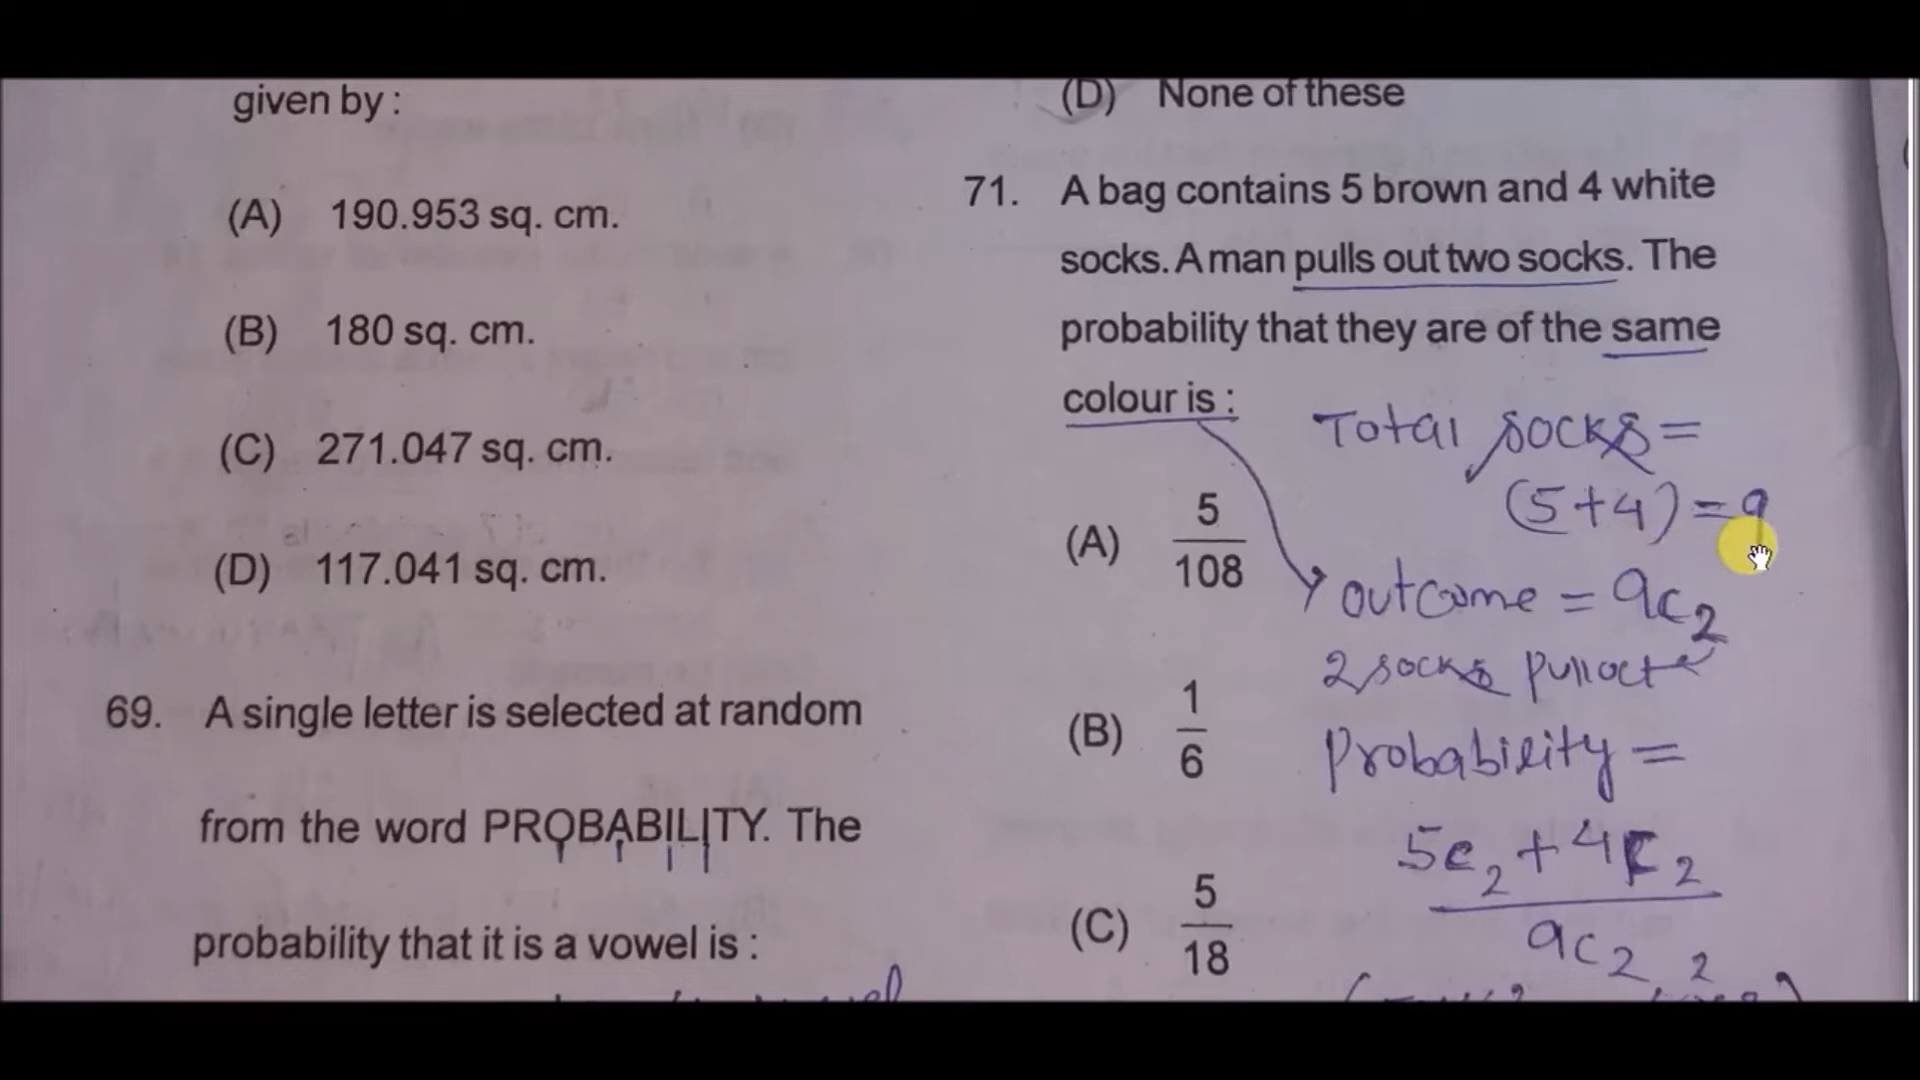 given by :
(A) 190.953 sq. cm.
(B) 180 sq. cm.
(C) 271.047 sq. cm.
(D) 117.041 sq. cm.
69. A single letter is selected at random
from the word PROBABILITY. The
probability that it is a vowel is :
(D) None of these
71. A bag contains 5 brown and 4 white
socks. A man pulls out two socks. The
probability that they are of the same
colour is :
Total socks =
(5+4) = 9
(A) 5/108
outcome = 9c2
2 socks pull out
(B) 1/6
Probability =
5c2 + 4c2
9c2
(C) 5/18